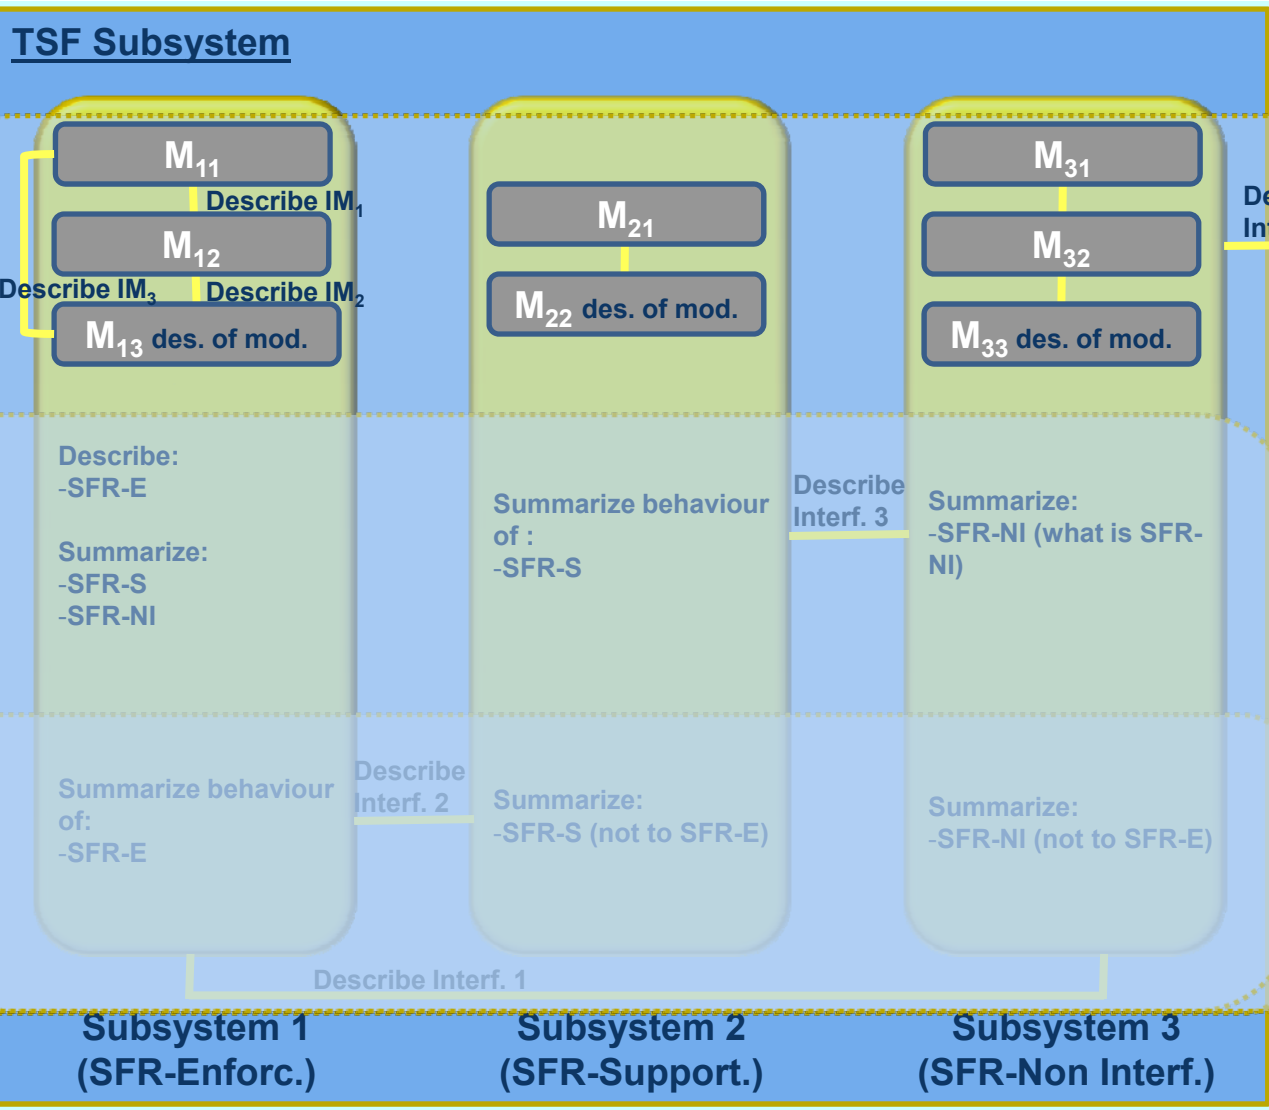 TSF Subsystem
M11
Describe IM1
M12
Describe IM3
Describe IM2
M13 des. of mod.
M21
M22 des. of mod.
M31
M32
M33 des. of mod.
Describe:
-SFR-E
Summarize:
-SFR-S
-SFR-NI
Summarize behaviour
of :
-SFR-S
Describe
Interf. 3
Summarize:
-SFR-NI (what is SFR-
NI)
Summarize behaviour
of:
-SFR-E
Describe
Interf. 2
Summarize:
-SFR-S (not to SFR-E)
Summarize:
-SFR-NI (not to SFR-E)
Describe Interf. 1
Subsystem 1
(SFR-Enforc.)
Subsystem 2
(SFR-Support.)
Subsystem 3
(SFR-Non Interf.)